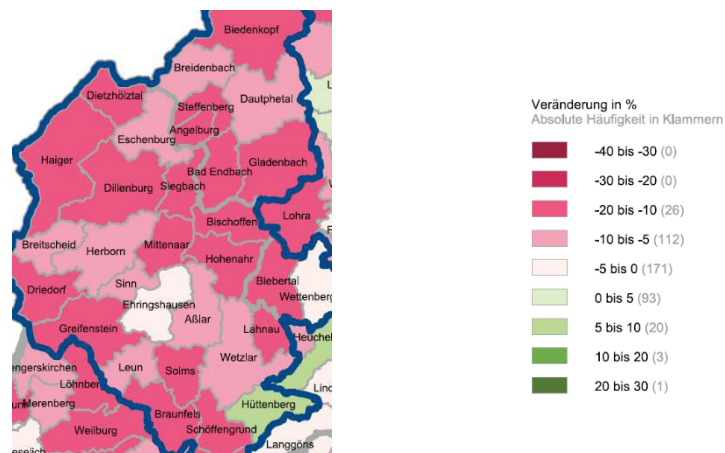 Biedenkopf
Breidenbach
Dietzhölztal
Steffenberg
Dautphetal
Eschenburg
Angelburg
Haiger
Gladenbach
Bad Endbach
Dillenburg
Siegbach
Lohra
Bischoffen
Breitscheid
Herborn
Mittenaar
Hohenahr
Sinn
Biebertal
Driedorf
Wettenberg
Ehringshausen
Aßlar
Greifenstein
Lahnau
Heuchel
Wetzlar
engerskirchen
Leun
Solms
Löhnber
Merenberg
Hüttenberg
Braunfels
Weilburg
Schöffengrund
Langgöns
Veränderung in %
Absolute Häufigkeit in Klammern
-40 bis -30 (0)
-30 bis -20 (0)
-20 bis -10 (26)
-10 bis -5 (112)
-5 bis 0 (171)
0 bis 5 (93)
5 bis 10 (20)
10 bis 20 (3)
20 bis 30 (1)